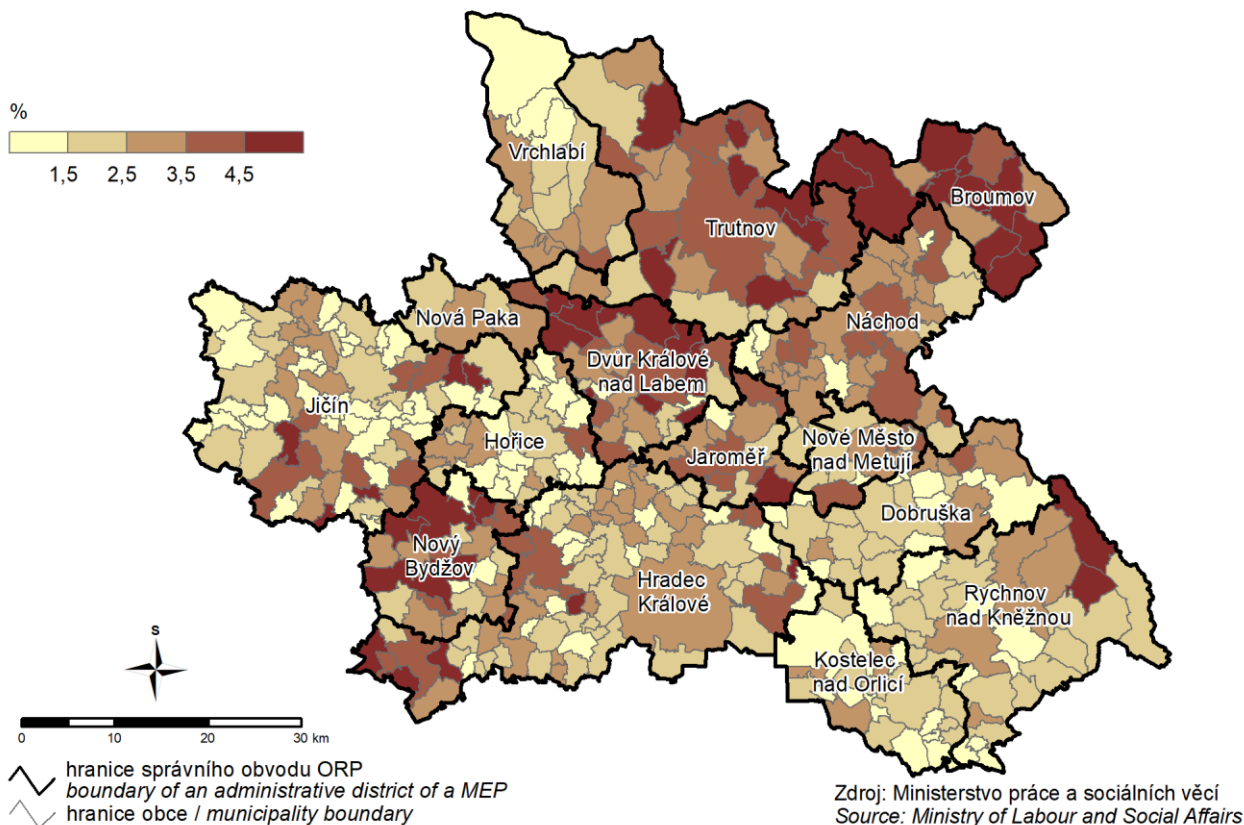 %
1,5 2,5 3,5 4,5
Vrchlabí
Trutnov
Broumov
Nová Paka
Náchod
Dvůr Králové
nad Labem
Jičín
Hořice
Jaroměř
Nové Město
nad Metují
Dobruška
Nový
Bydžov
Hradec
Králové
Rychnov
nad Kněžnou
Kostelec
nad Orlicí
s
0 10 20 30 km
hranice správního obvodu ORP
boundary of an administrative district of a MEP
hranice obce / municipality boundary
Zdroj: Ministerstvo práce a sociálních věcí
Source: Ministry of Labour and Social Affairs